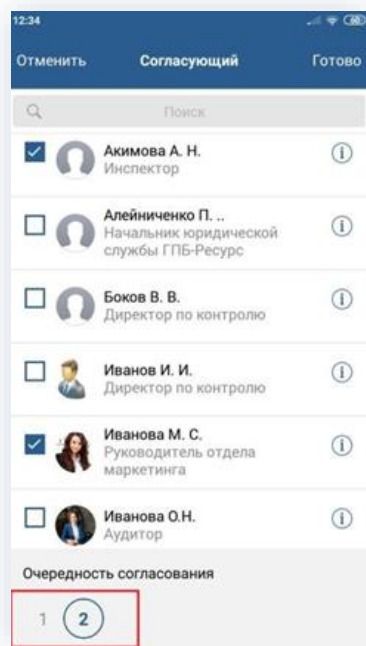 12:34
60
Отменить Согласующий Готово
Поиск
Акимова А. Н.
Инспектор
Алейниченко П. ..
Начальник юридической
службы ГПБ-Ресурс
Боков В. В.
Директор по контролю
Иванов И. И.
Директор по контролю
Иванова М. С.
Руководитель отдела
маркетинга
Иванова О.Н.
Аудитор
Очередность согласования
1 2